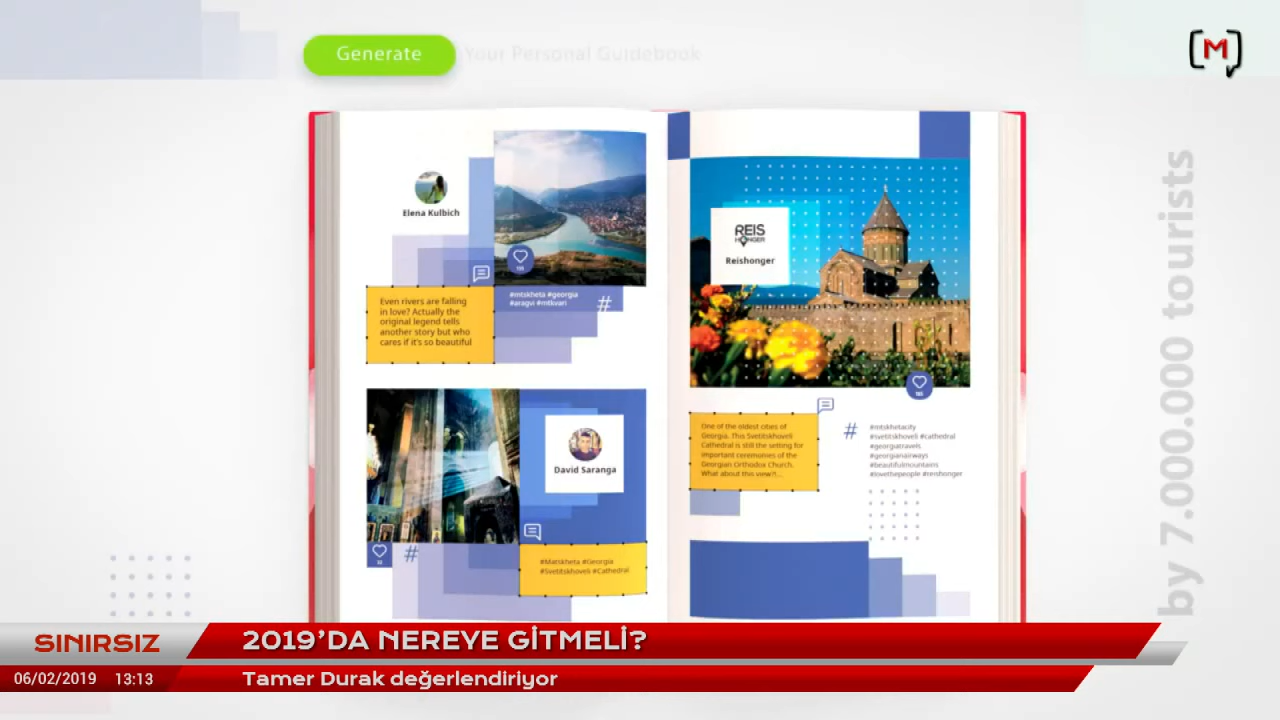 Generate Your Personal Guidebook
[M]
by 7.000.000 tourists
Elena Kulbich
Even rivers are falling
in love? Actually the
original legend tells
another story but who
cares if it's so beautiful
#mtskheta #georgia
#aragvi #mtkvari
#
David Saranga
#
#Matskheta #Georgia
#Svetitskhoveli #Cathedral
REIS
HONGER
Reishonger
One of the oldest cities of
Georgia. This Svetitskhoveli
Cathedral is still the setting for
important ceremonies of the
Georgian Orthodox Church.
What about this view?!...
#
#mtskhetacity
#svetitskhoveli #cathedral
#georgiatravels
#georgianairways
#beautifulmountains
#lovethepeople #reishonger
SINIRSIZ
2019'DA NEREYE GİTMELİ?
06/02/2019 13:13
Tamer Durak değerlendiriyor